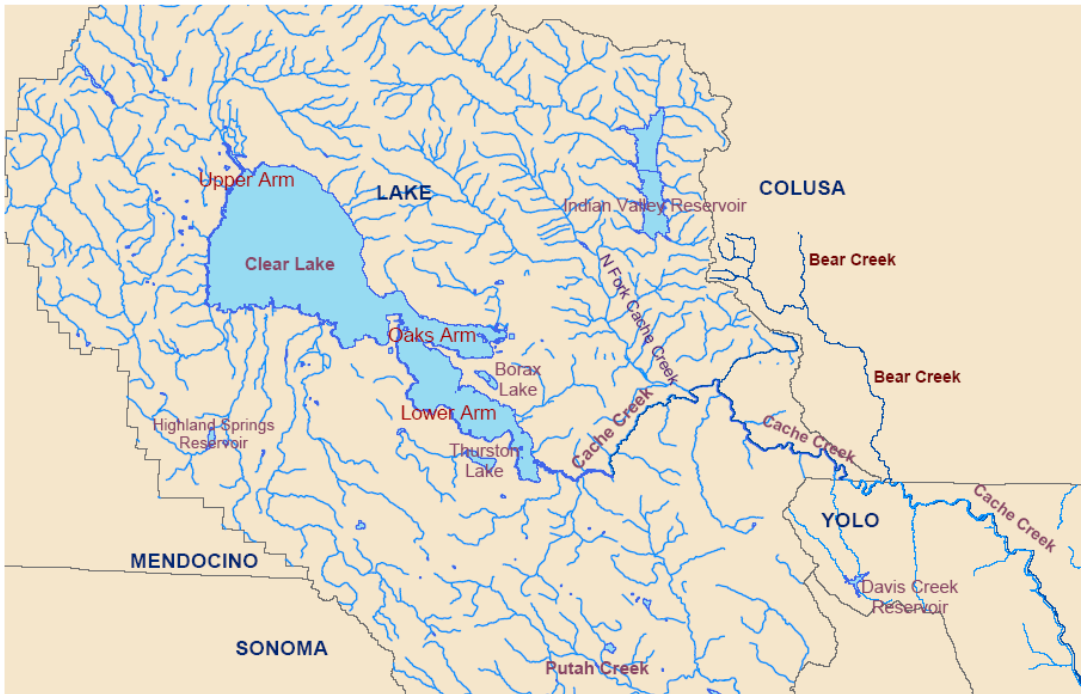 Upper Arm
LAKE
COLUSA
Indian Valley Reservoir
Clear Lake
Bear Creek
N Fork Cache Creek
Oaks Arm
Borax
Lake
Bear Creek
Lower Arm
Cache Creek
Highland Springs
Reservoir
Cache Creek
Thurston
Lake
Cache Creek
YOLO
MENDOCINO
Davis Creek
Reservoir
SONOMA
Putah Creek